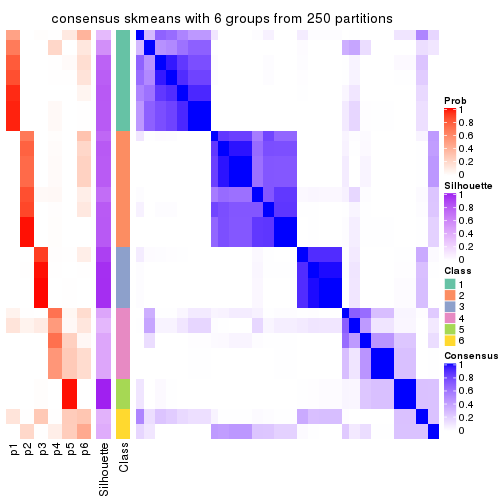 consensus skmeans with 6 groups from 250 partitions
Prob
1
0.8
0.6
0.4
0.2
0
Silhouette
1
0.8
0.6
0.4
0.2
0
Class
1
2
3
4
5
6
Consensus
1
0.8
0.6
0.4
0.2
0
p1
p2
p3
p4
p5
p6
Silhouette
Class